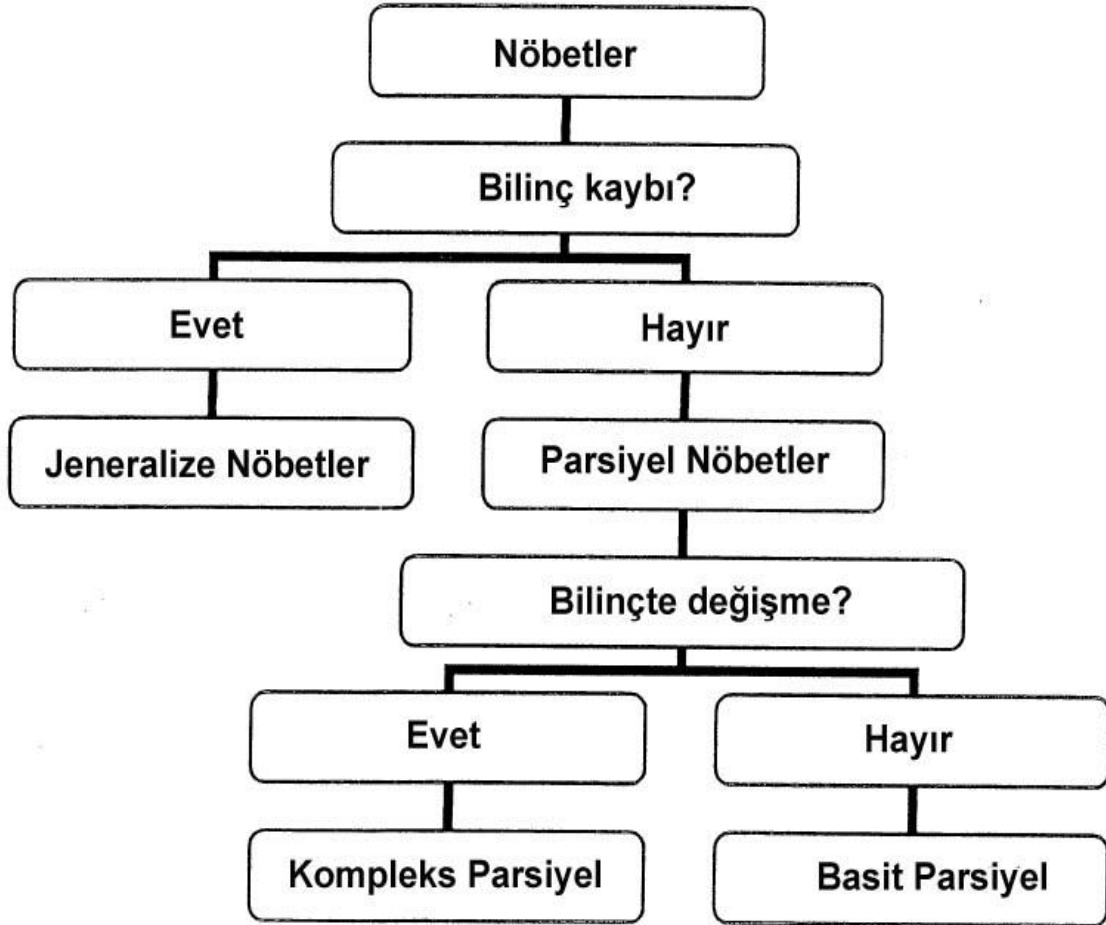 Nöbetler
Bilinç kaybı?
Evet
Hayır
Jeneralize Nöbetler
Parsiyel Nöbetler
Bilinçte değişme?
Evet
Hayır
Kompleks Parsiyel
Basit Parsiyel